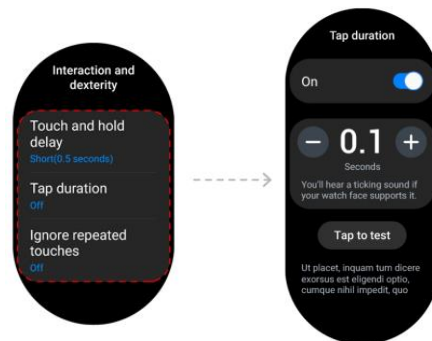 Interaction and
dexterity
Touch and hold
delay
Short(0.5 seconds)
Tap duration
Off
Ignore repeated
touches
Off
Tap duration
On
0.1
Seconds
You'll hear a ticking sound if
your watch face supports it.
Tap to test
Ut placet, inquam tum dicere
exorsus est eligendi optio,
cumque nihil impedit, quo